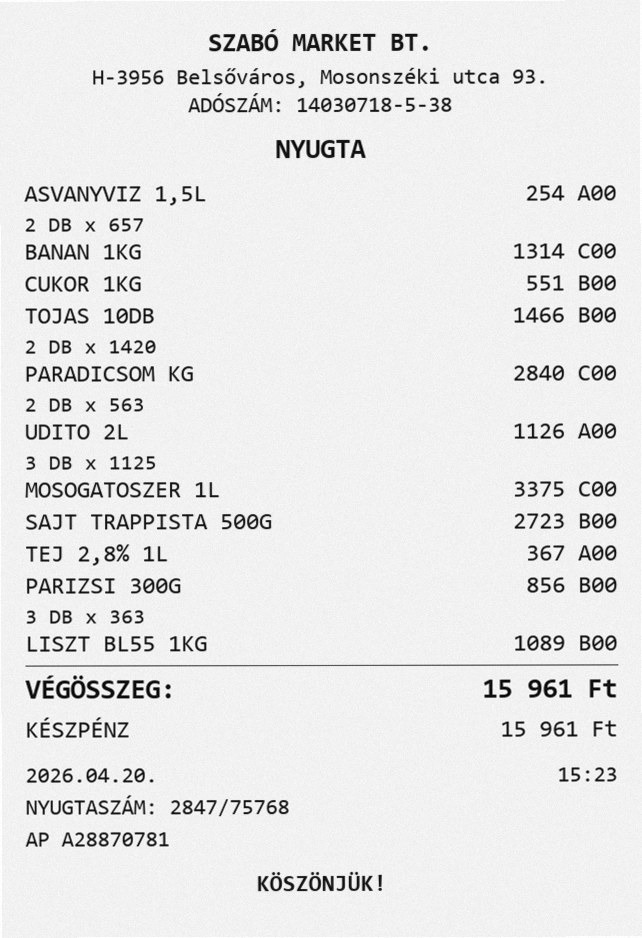 SZABÓ MARKET BT.
H-3956 Belsőváros, Mosonszéki utca 93.
ADÓSZÁM: 14030718-5-38
NYUGTA
ASVANYVIZ 1,5L 254 A00
2 DB x 657
BANAN 1KG 1314 C00
CUKOR 1KG 551 B00
TOJAS 10DB 1466 B00
2 DB x 1420
PARADICSOM KG 2840 C00
2 DB x 563
UDITO 2L 1126 A00
3 DB x 1125
MOSOGATOSZER 1L 3375 C00
SAJT TRAPPISTA 500G 2723 B00
TEJ 2,8% 1L 367 A00
PARIZSI 300G 856 B00
3 DB x 363
LISZT BL55 1KG 1089 B00
VÉGÖSSZEG: 15 961 Ft
KÉSZPÉNZ 15 961 Ft
2026.04.20. 15:23
NYUGTASZÁM: 2847/75768
AP A28870781
KÖSZÖNJÜK!